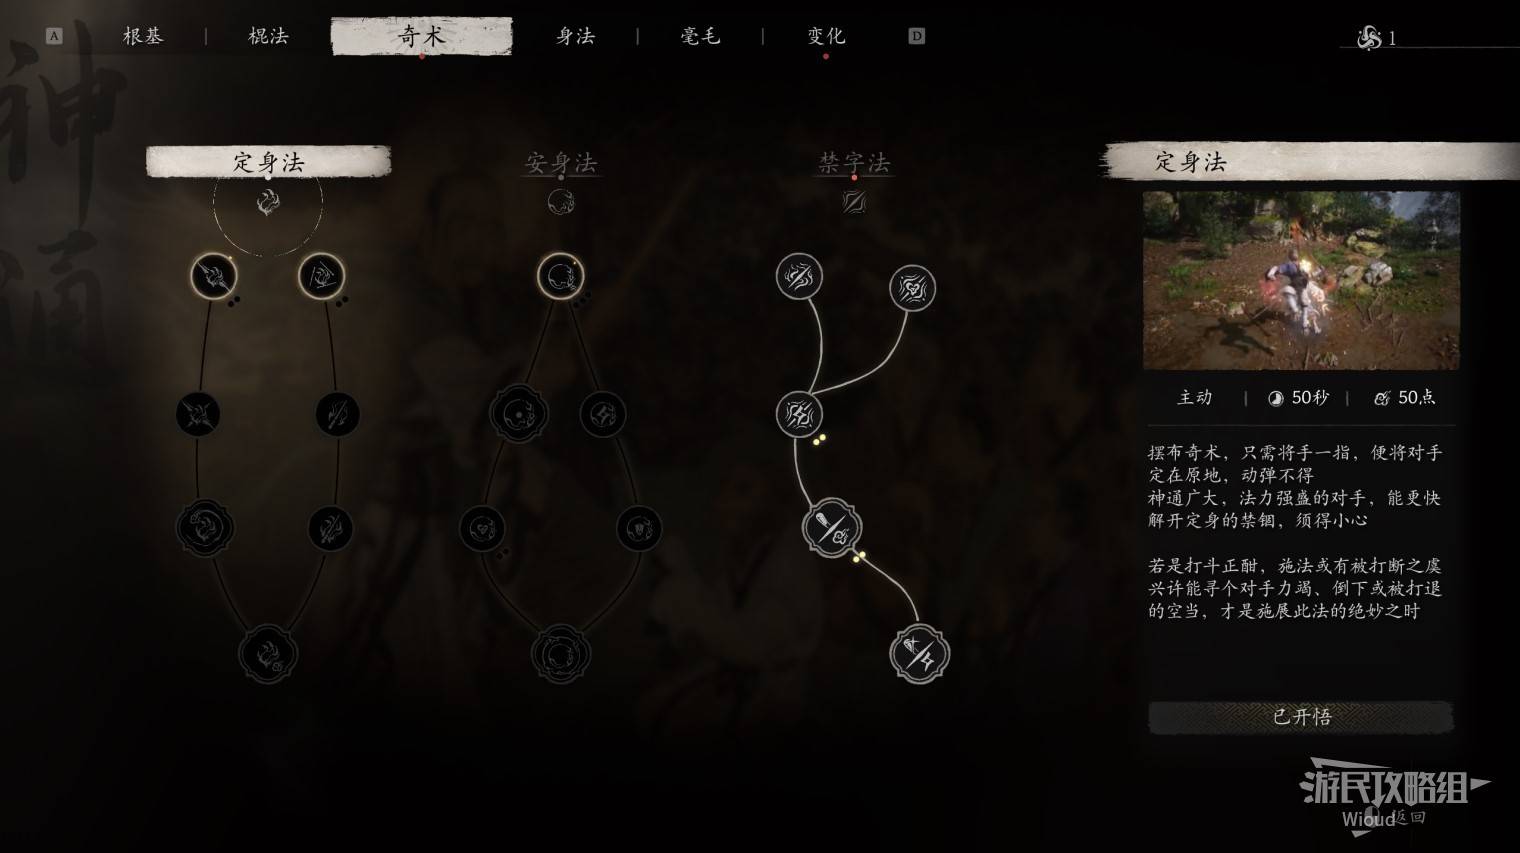 神通
A 根基 | 棍法 奇术 身法 | 毫毛 | 变化 D
1
定身法
安身法
禁字法
定身法
主动 | 50秒 | 50点
摆布奇术，只需将手一指，便将对手
定在原地，动弹不得
神通广大，法力强盛的对手，能更快
解开定身的禁锢，须得小心
若是打斗正酣，施法或有被打断之虞
兴许能寻个对手力竭、倒下或被打退
的空当，才是施展此法的绝妙之时
已开悟
游民攻略组
Wioud
返回